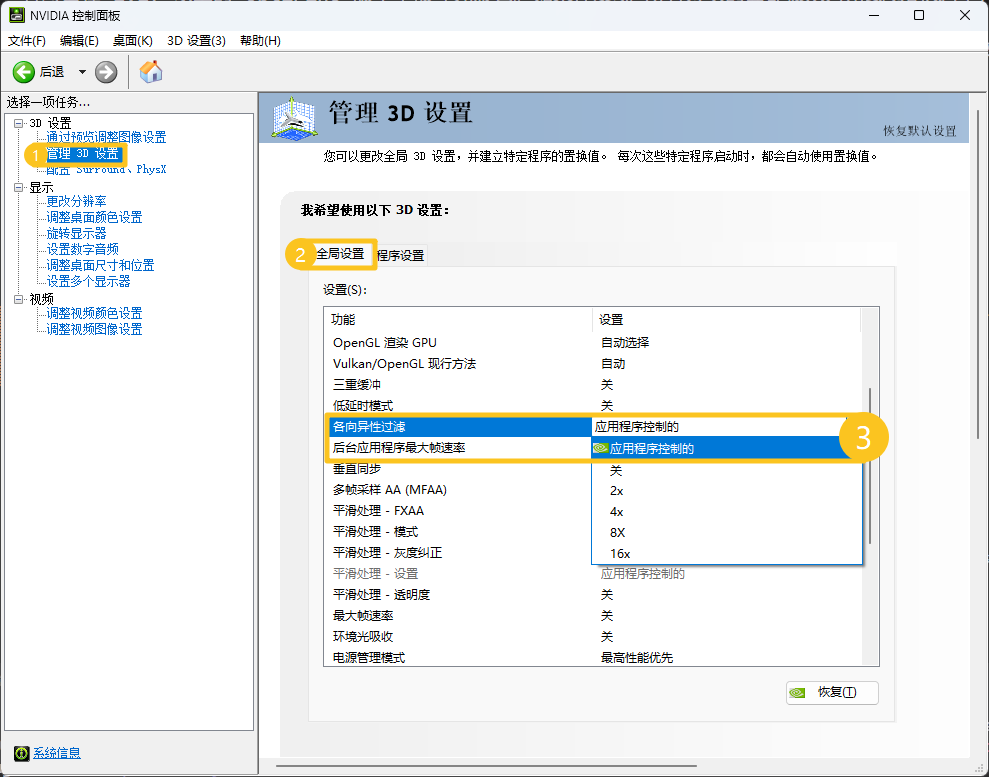 NVIDIA 控制面板
文件(F) 编辑(E) 桌面(K) 3D 设置(3) 帮助(H)
后退
选择一项任务...
3D 设置
通过预览调整图像设置
1 管理 3D 设置
配置 Surround、PhysX
显示
更改分辨率
调整桌面颜色设置
旋转显示器
设置数字音频
调整桌面尺寸和位置
设置多个显示器
视频
调整视频颜色设置
调整视频图像设置
系统信息
管理 3D 设置
恢复默认设置
您可以更改全局 3D 设置，并建立特定程序的置换值。 每次这些特定程序启动时，都会自动使用置换值。
我希望使用以下 3D 设置：
2 全局设置 程序设置
设置(S)：
功能 设置
OpenGL 渲染 GPU 自动选择
Vulkan/OpenGL 现行方法 自动
三重缓冲 关
低延时模式 关
各向异性过滤 应用程序控制的
后台应用程序最大帧速率 应用程序控制的
3
垂直同步 关
多帧采样 AA (MFAA) 2x
平滑处理 - FXAA 4x
平滑处理 - 模式 8X
平滑处理 - 灰度纠正 16x
平滑处理 - 设置 应用程序控制的
平滑处理 - 透明度 关
最大帧速率 关
环境光吸收 关
电源管理模式 最高性能优先
恢复(T)